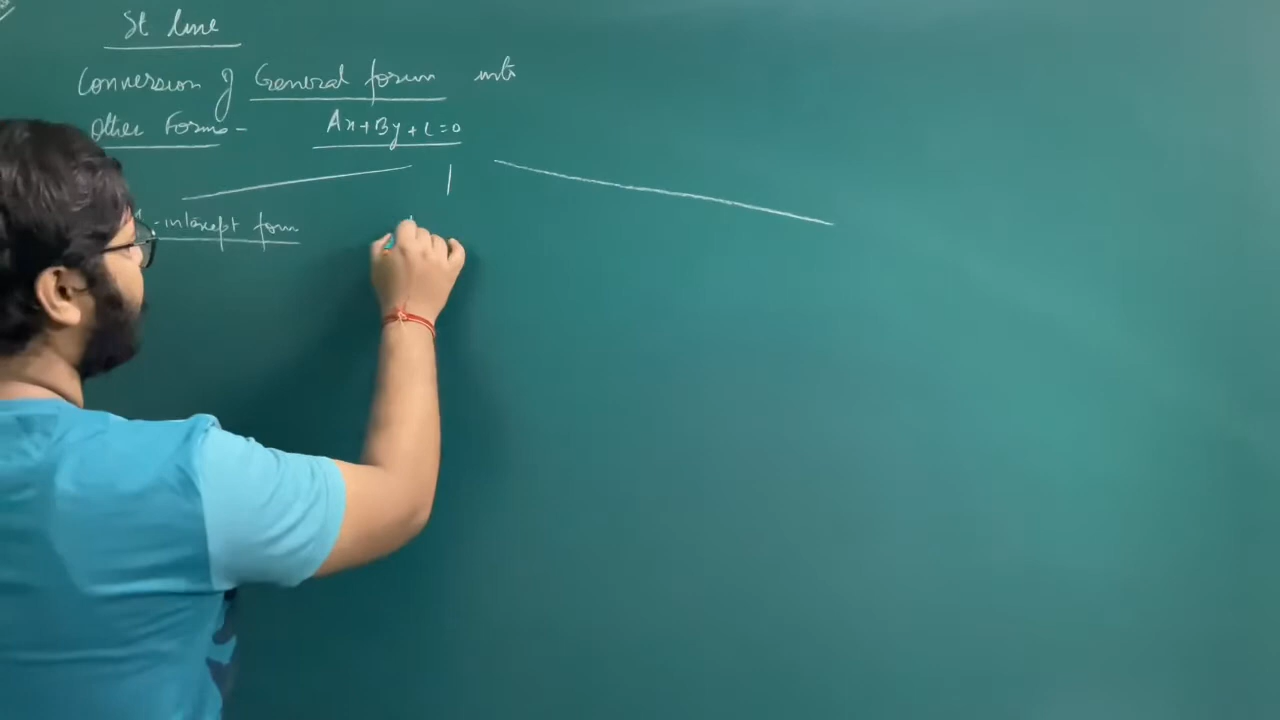 St line
Conversion of General form into
Other Forms -
Ax+By+C=0
-intercept form